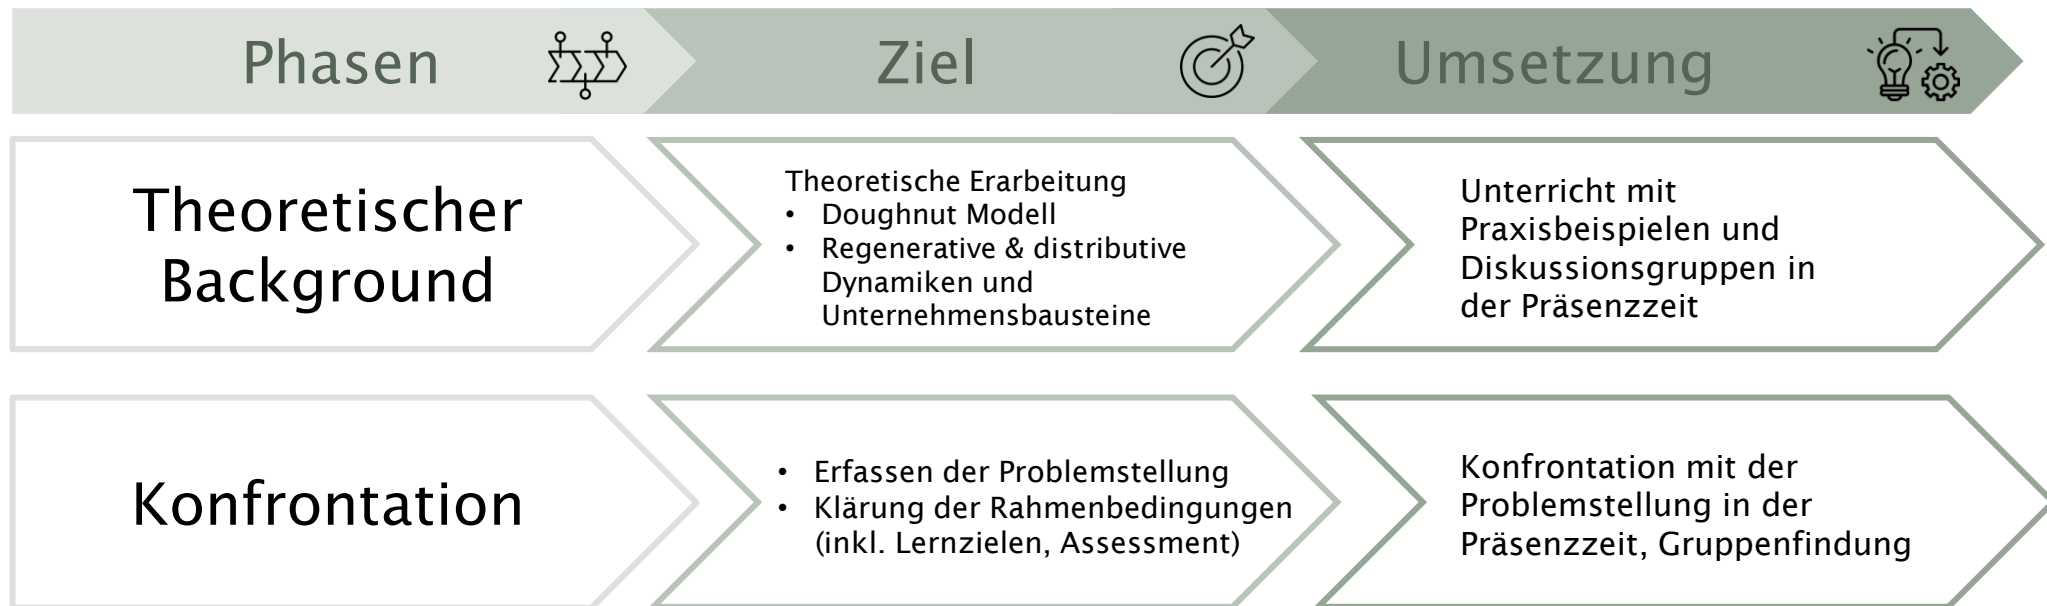 Phasen
Ziel
Umsetzung
Theoretischer
Background
Theoretische Erarbeitung
• Doughnut Modell
• Regenerative & distributive
Dynamiken und
Unternehmensbausteine
Unterricht mit
Praxisbeispielen und
Diskussionsgruppen in
der Präsenzzeit
Konfrontation
• Erfassen der Problemstellung
• Klärung der Rahmenbedingungen
(inkl. Lernzielen, Assessment)
Konfrontation mit der
Problemstellung in der
Präsenzzeit, Gruppenfindung